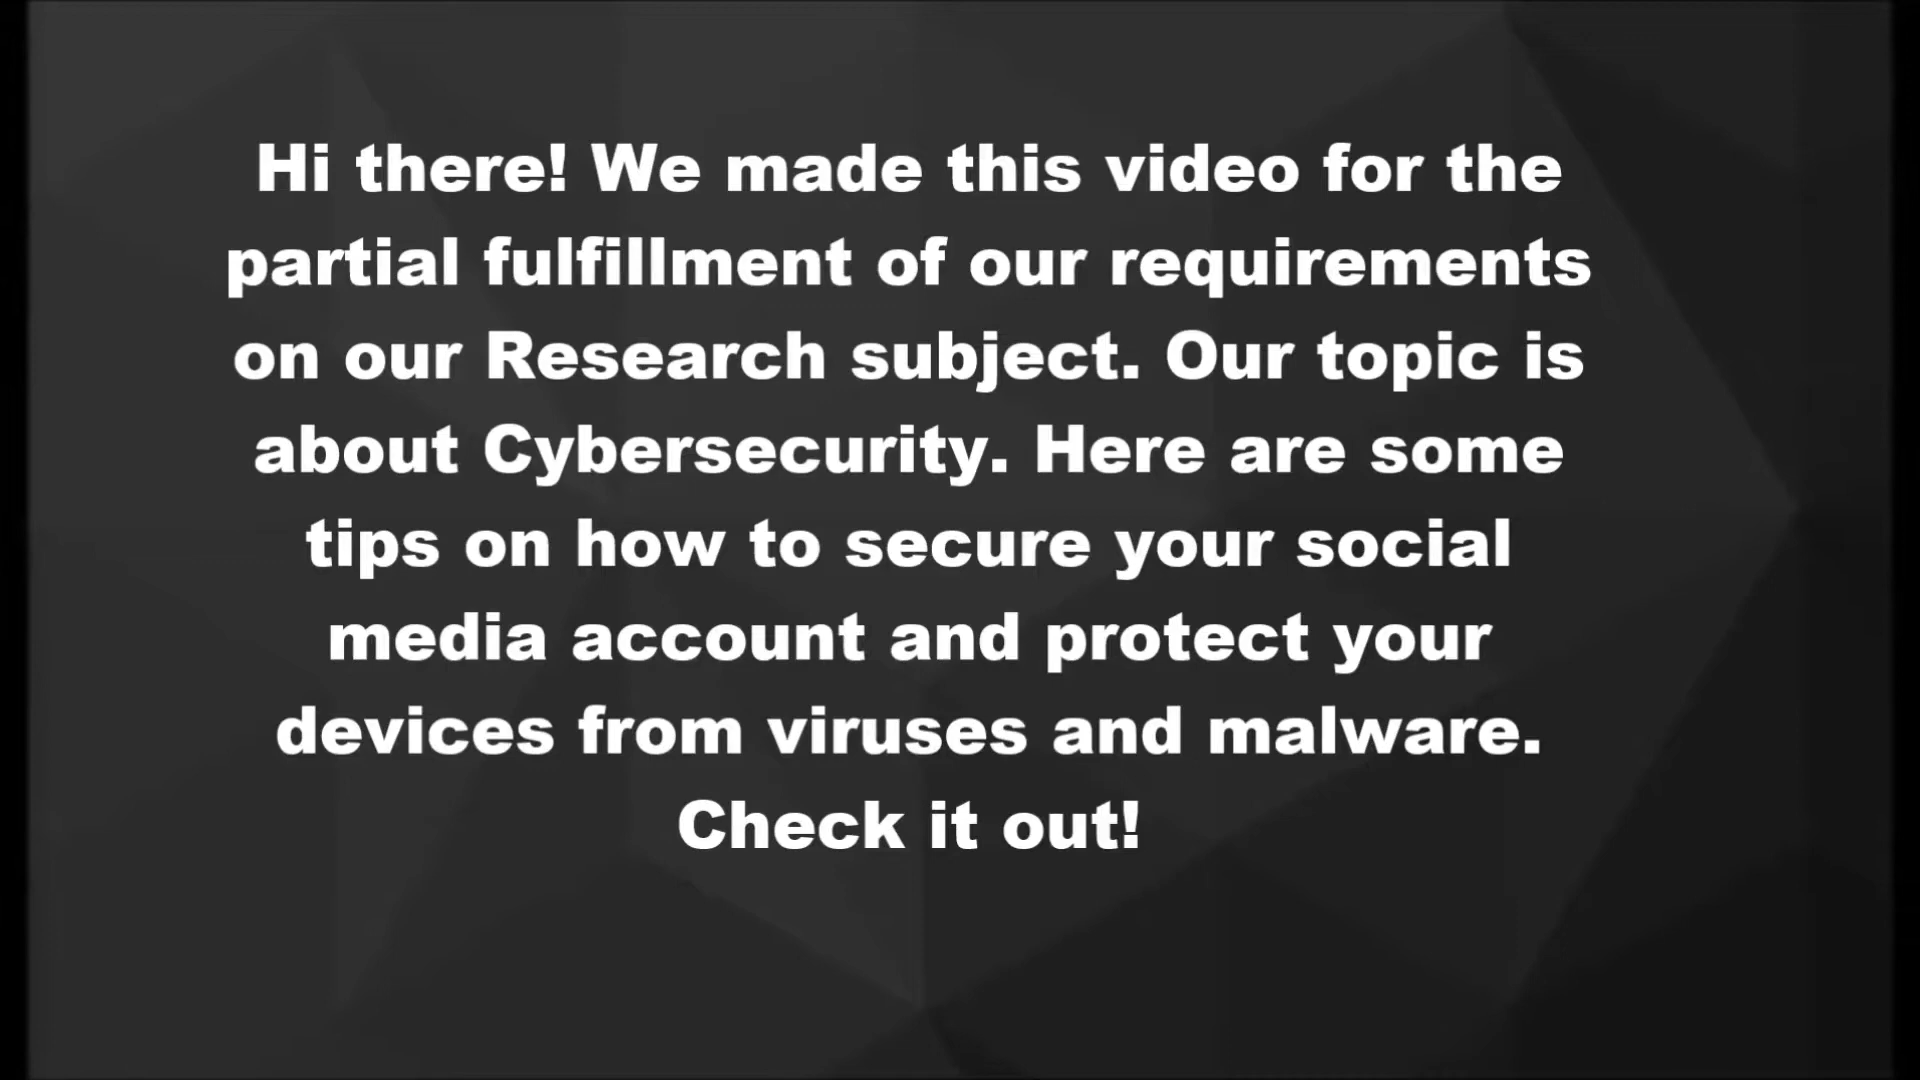 Hi there! We made this video for the
partial fulfillment of our requirements
on our Research subject. Our topic is
about Cybersecurity. Here are some
tips on how to secure your social
media account and protect your
devices from viruses and malware.
Check it out!